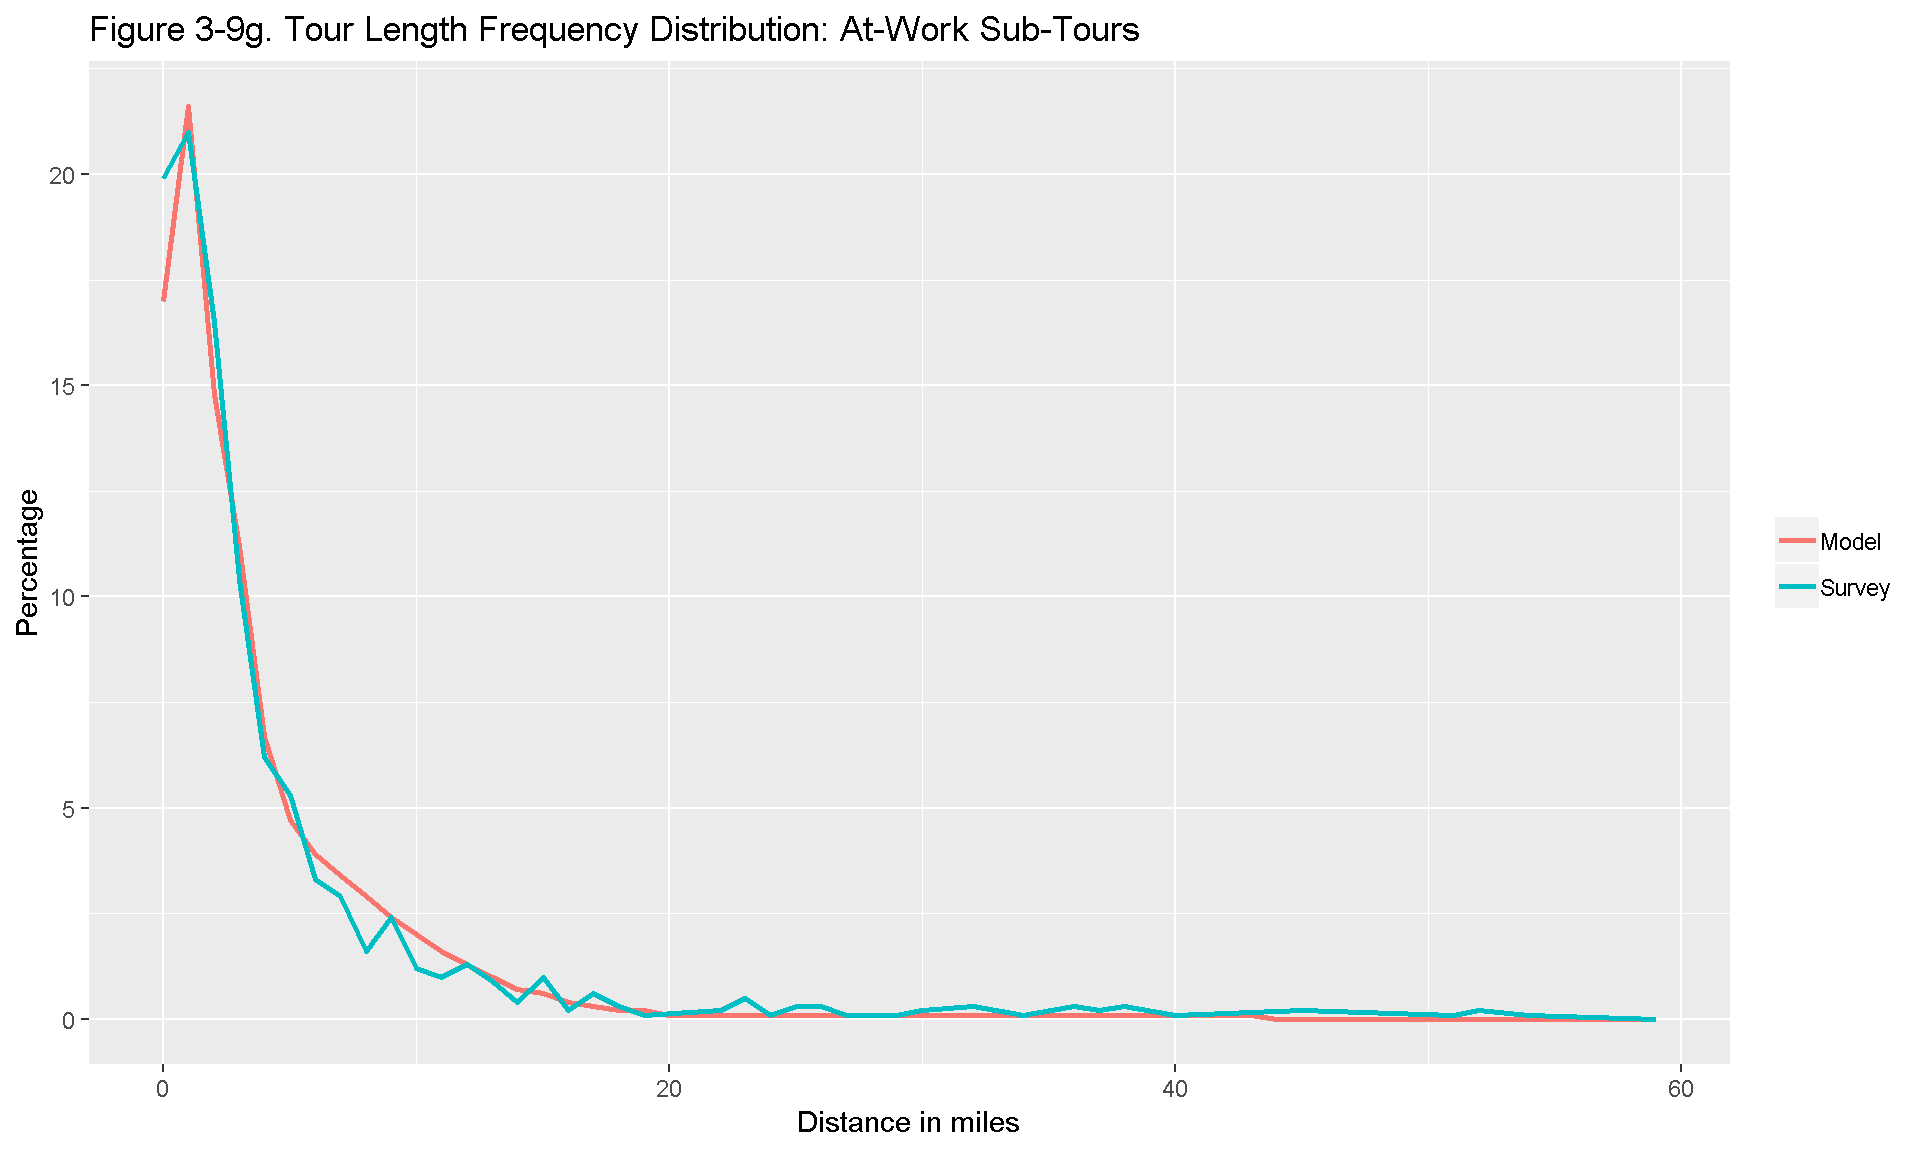 Figure 3-9g. Tour Length Frequency Distribution: At-Work Sub-Tours
20
15
10
5
0
Percentage
0 20 40 60
Distance in miles
Model
Survey